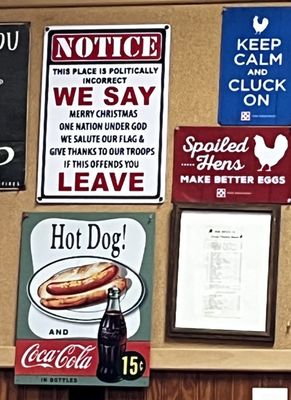 OU
NOTICE
THIS PLACE IS POLITICALLY
INCORRECT
WE SAY
MERRY CHRISTMAS
ONE NATION UNDER GOD
WE SALUTE OUR FLAG &
GIVE THANKS TO OUR TROOPS
IF THIS OFFENDS YOU
LEAVE
KEEP
CALM
AND
CLUCK
ON
Spoiled
Hens
MAKE BETTER EGGS
Hot Dog!
AND
Coca-Cola
IN BOTTLES
15¢